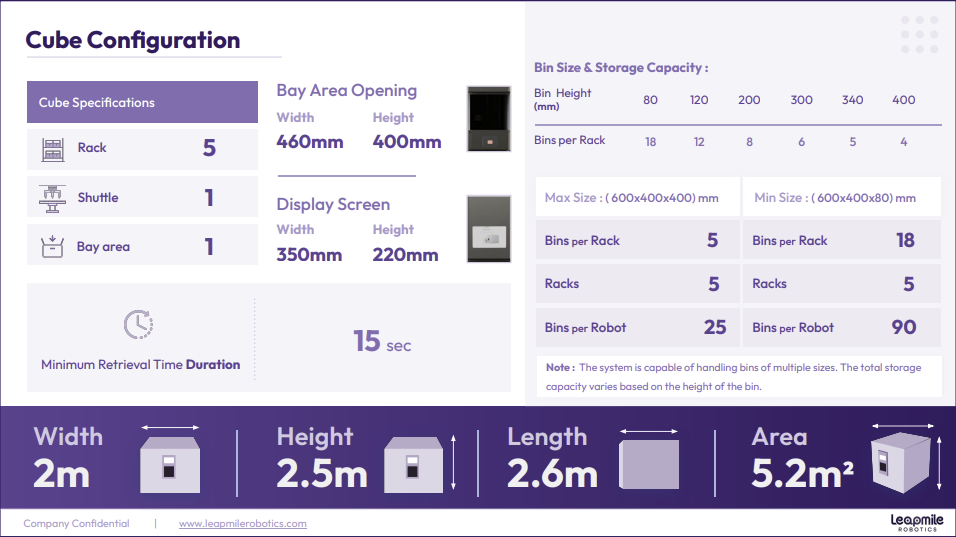 Cube Configuration
Cube Specifications
Rack 5
Shuttle 1
Bay area 1
Bay Area Opening
Width Height
460mm 400mm
Display Screen
Width Height
350mm 220mm
Minimum Retrieval Time Duration
15 sec
Bin Size & Storage Capacity :
Bin Height
(mm)
80 120 200 300 340 400
Bins per Rack 18 12 8 6 5 4
Max Size : ( 600x400x400) mm
Min Size : ( 600x400x80) mm
Bins per Rack 5
Bins per Rack 18
Racks 5
Racks 5
Bins per Robot 25
Bins per Robot 90
Note : The system is capable of handling bins of multiple sizes. The total storage
capacity varies based on the height of the bin.
Width
2m
Height
2.5m
Length
2.6m
Area
5.2m²
Company Confidential | www.leapmilerobotics.com
Leapmile
ROBOTICS